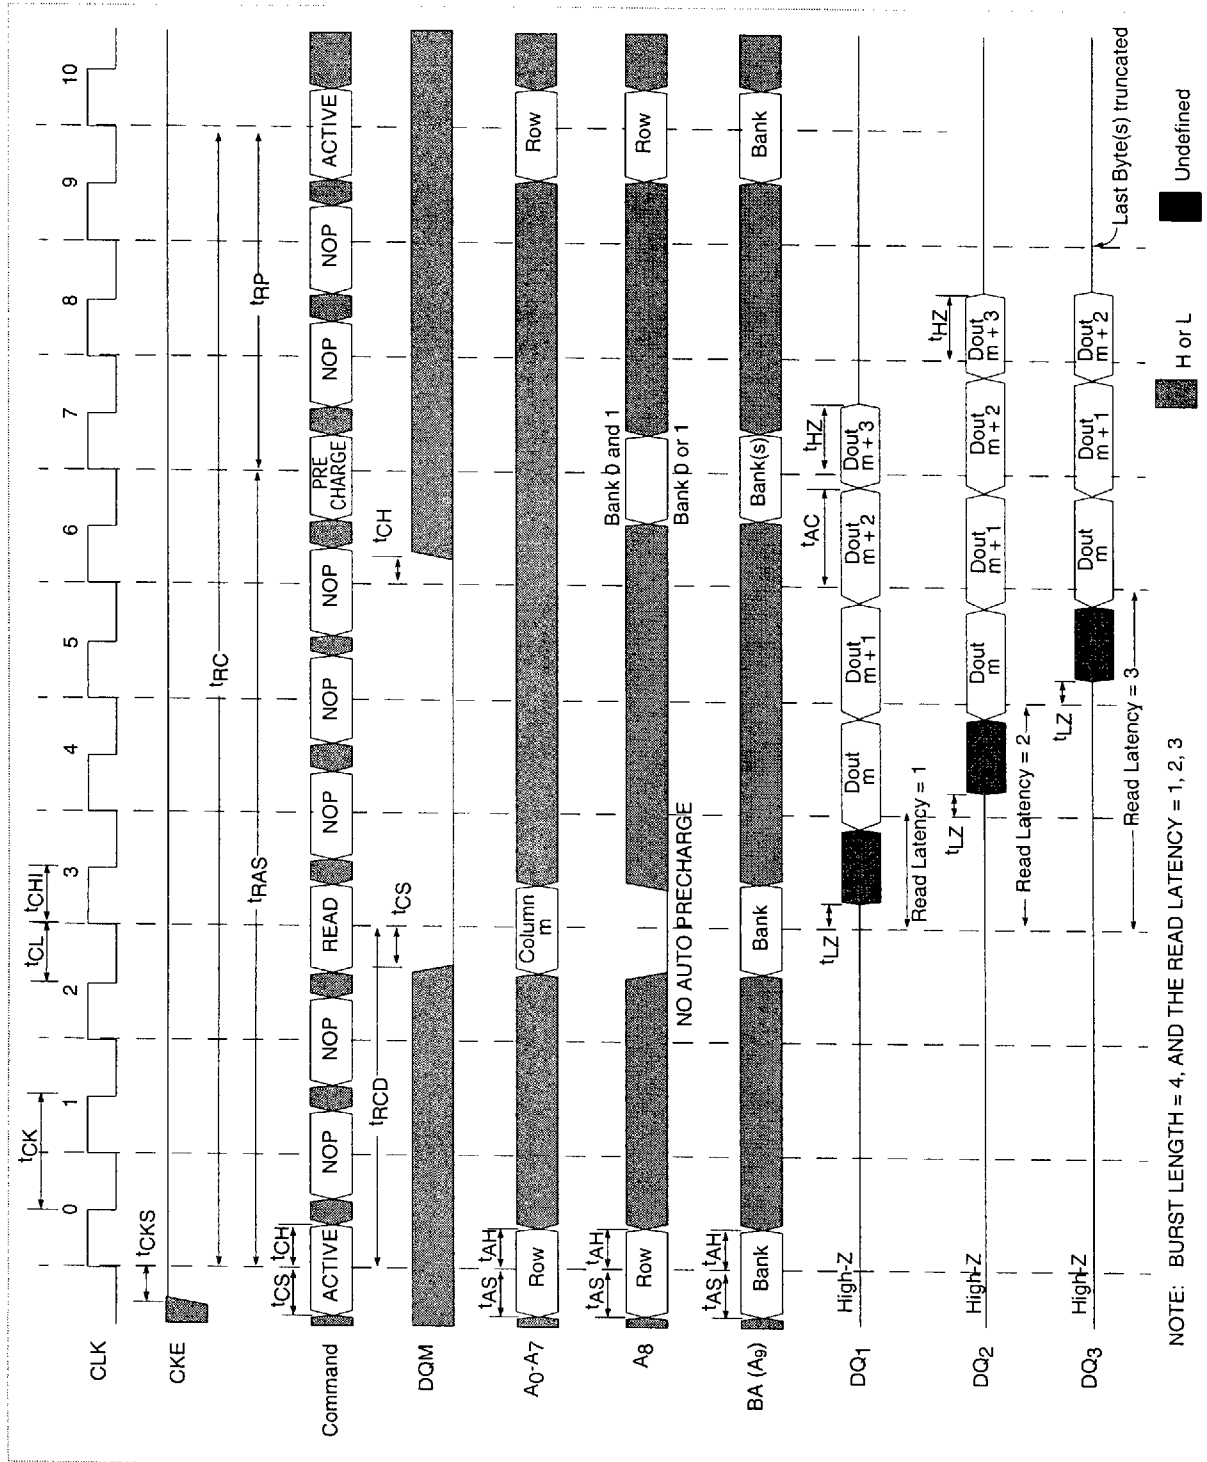 CLK
0 1 2 3 4 5 6 7 8 9 10
tCKS
tCK
tCL
tCHI
CKE
tRC
tRAS
tRP
Command
tCS
tCH
ACTIVE NOP NOP READ NOP NOP NOP PRE CHARGE NOP NOP ACTIVE
tRCD
tCS
tCH
DQM
A0-A7
tAS
tAH
Row
Column
m
Row
A8
tAS
tAH
Row
NO AUTO PRECHARGE
Bank 0 and 1
Bank 0 or 1
Row
BA (A9)
tAS
tAH
Bank
Bank
Bank(s)
Bank
DQ1
High-Z
tLZ
Dout
m
Dout
m + 1
tAC
Dout
m + 2
tHZ
Dout
m + 3
Read Latency = 1
DQ2
High-Z
tLZ
Dout
m
Dout
m + 1
Dout
m + 2
tHZ
Dout
m + 3
Read Latency = 2
DQ3
High-Z
tLZ
Dout
m
Dout
m + 1
Dout
m + 2
Last Byte(s) truncated
Read Latency = 3
NOTE: BURST LENGTH = 4, AND THE READ LATENCY = 1, 2, 3
H or L
Undefined